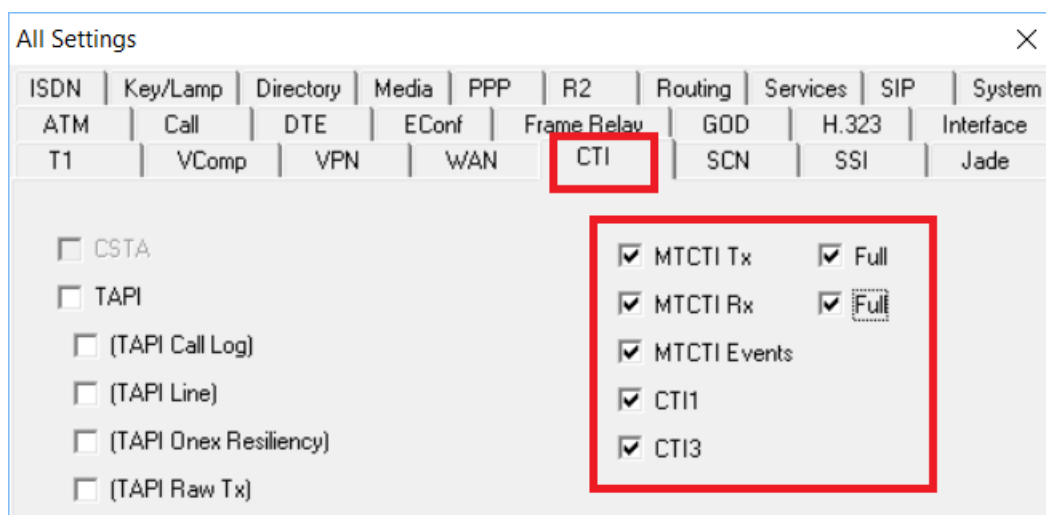 All Settings
ISDN Key/Lamp Directory Media PPP R2 Routing Services SIP System
ATM Call DTE EConf Frame Relay GOD H.323 Interface
T1 VComp VPN WAN CTI SCN SSI Jade
CSTA
TAPI
(TAPI Call Log)
(TAPI Line)
(TAPI Onex Resiliency)
(TAPI Raw Tx)
MTCTI Tx Full
MTCTI Rx Full
MTCTI Events
CTI1
CTI3